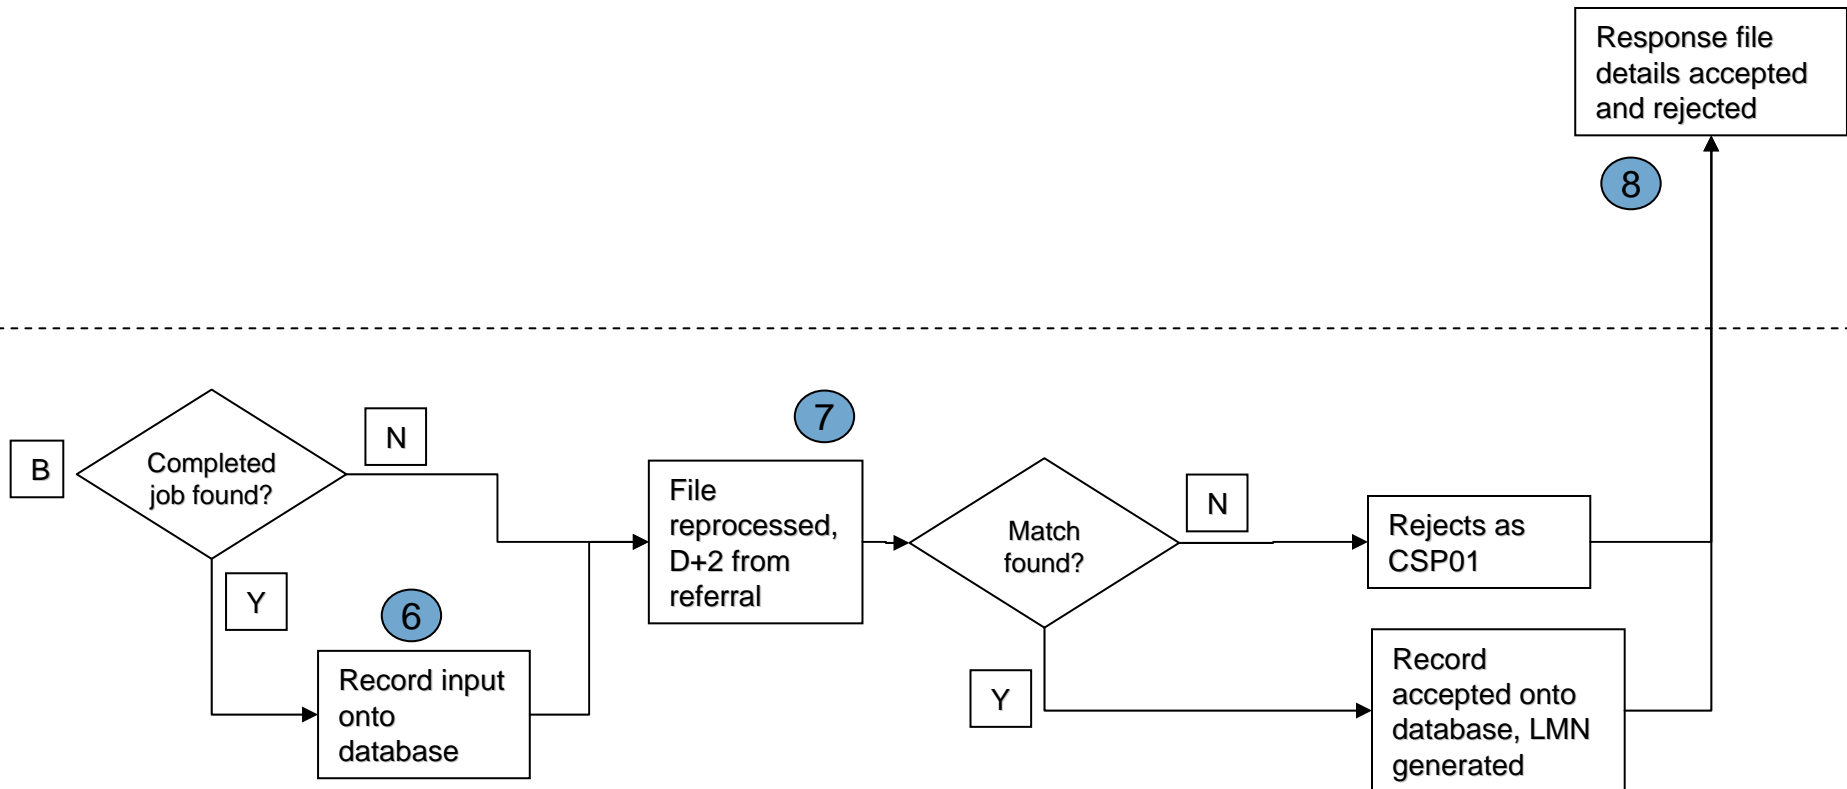 Response file
details accepted
and rejected
8
B
Completed
job found?
N
Y
6
Record input
onto
database
7
File
reprocessed,
D+2 from
referral
Match
found?
N
Y
Rejects as
CSP01
Record
accepted onto
database, LMN
generated